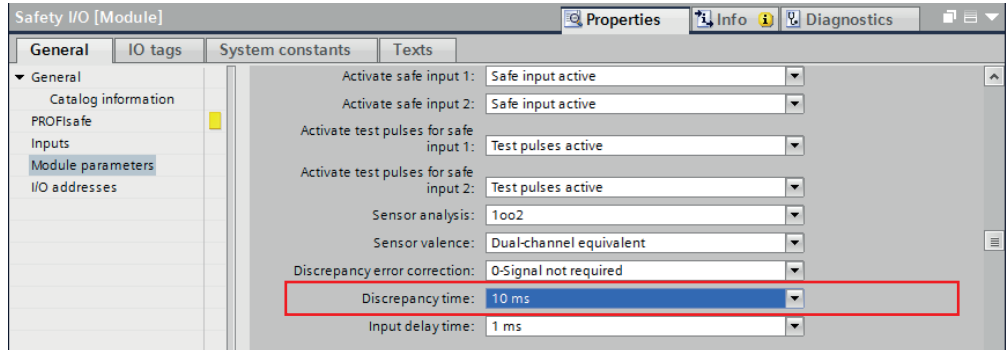 Safety I/O [Module]
Properties
Info
Diagnostics
General
IO tags
System constants
Texts
General
Catalog information
PROFIsafe
Inputs
Module parameters
I/O addresses
Activate safe input 1: Safe input active
Activate safe input 2: Safe input active
Activate test pulses for safe
input 1: Test pulses active
Activate test pulses for safe
input 2: Test pulses active
Sensor analysis: 1oo2
Sensor valence: Dual-channel equivalent
Discrepancy error correction: 0-Signal not required
Discrepancy time: 10 ms
Input delay time: 1 ms